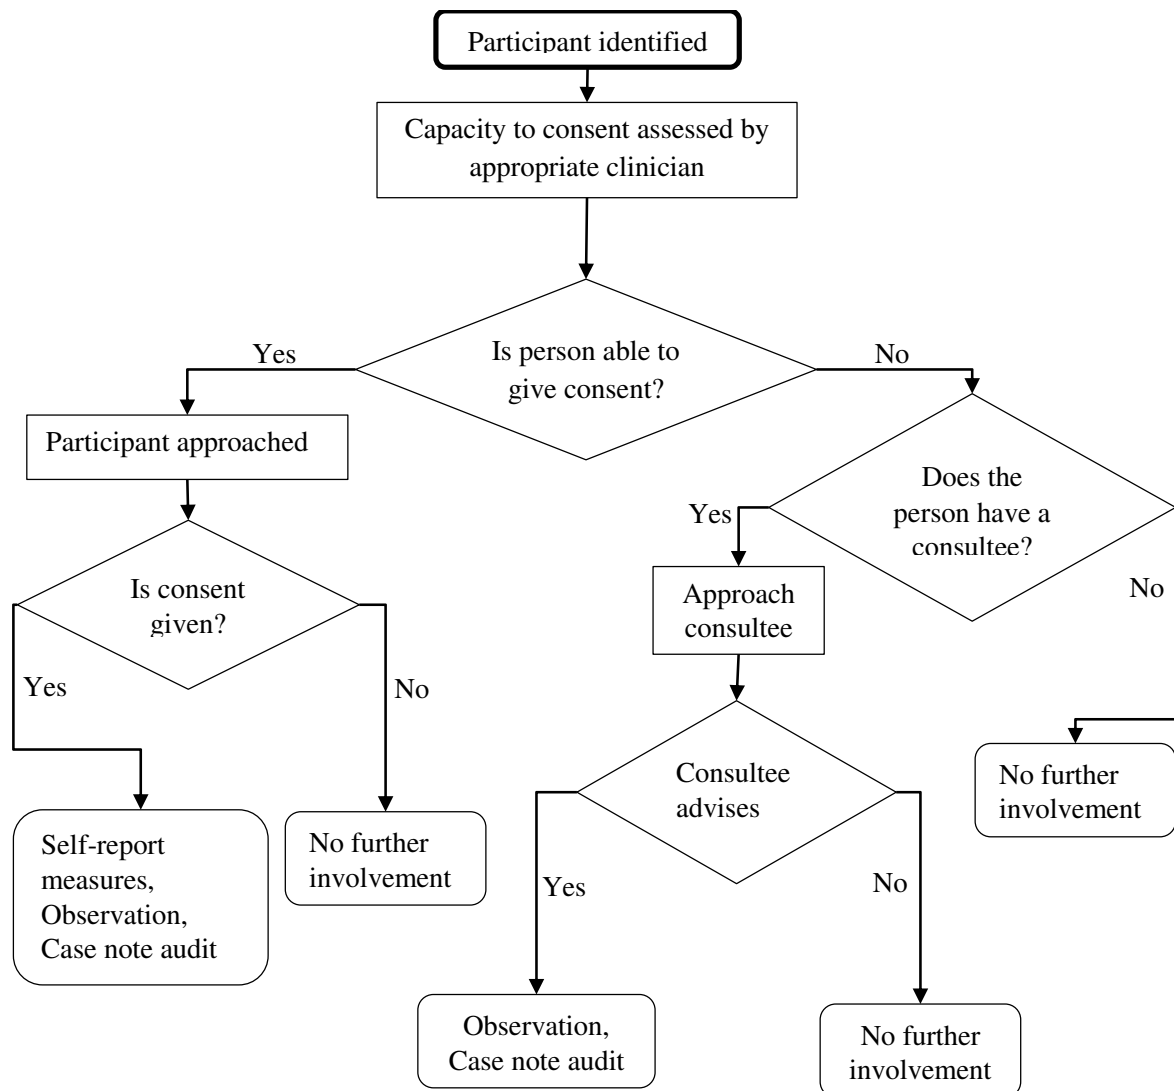 Participant identified
Capacity to consent assessed by
appropriate clinician
Is person able to
give consent?
Yes
No
Participant approached
Does the
person have a
consultee?
Yes
No
Is consent
given?
Approach
consultee
Yes
No
Consultee
advises
No further
involvement
Self-report
measures,
Observation,
Case note audit
No further
involvement
Yes
No
Observation,
Case note audit
No further
involvement